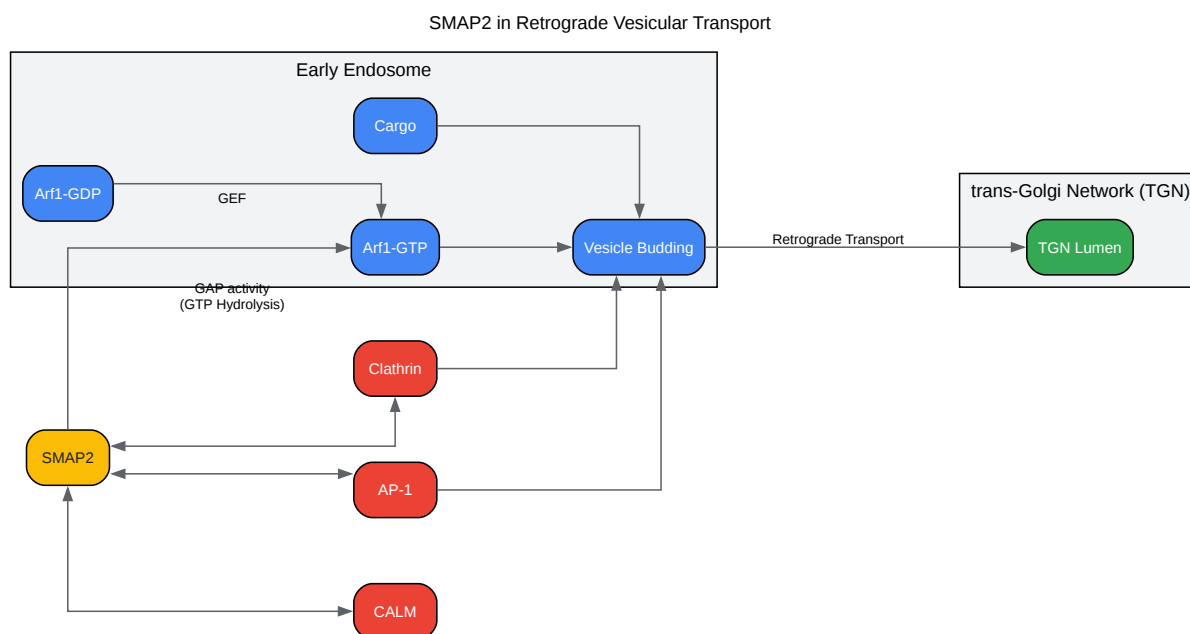 SMAP2 in Retrograde Vesicular Transport
Early Endosome
Cargo
Arf1-GDP
GEF
trans-Golgi Network (TGN)
Arf1-GTP
Vesicle Budding
Retrograde Transport
TGN Lumen
GAP activity
(GTP Hydrolysis)
Clathrin
SMAP2
AP-1
CALM